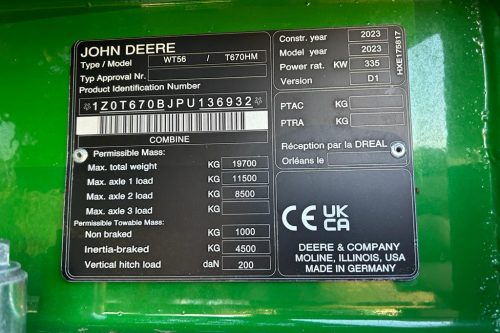 JOHN DEERE
Type / Model WT56 / T670HM
Typ Approval Nr.
Product Identification Number
☆1Z0T670BJPU136932☆
COMBINE
Permissible Mass:
Max. total weight KG 19700
Max. axle 1 load KG 11500
Max. axle 2 load KG 8500
Max. axle 3 load KG
Permissible Towable Mass:
Non braked KG 1000
Inertia-braked KG 4500
Vertical hitch load daN 200
Constr. year 2023
Model year 2023
Power rat. KW 335
Version D1
HXE175817
PTAC KG
PTRA KG
Réception par la DREAL
Orléans le
CE UK
CA
DEERE & COMPANY
MOLINE, ILLINOIS, USA
MADE IN GERMANY